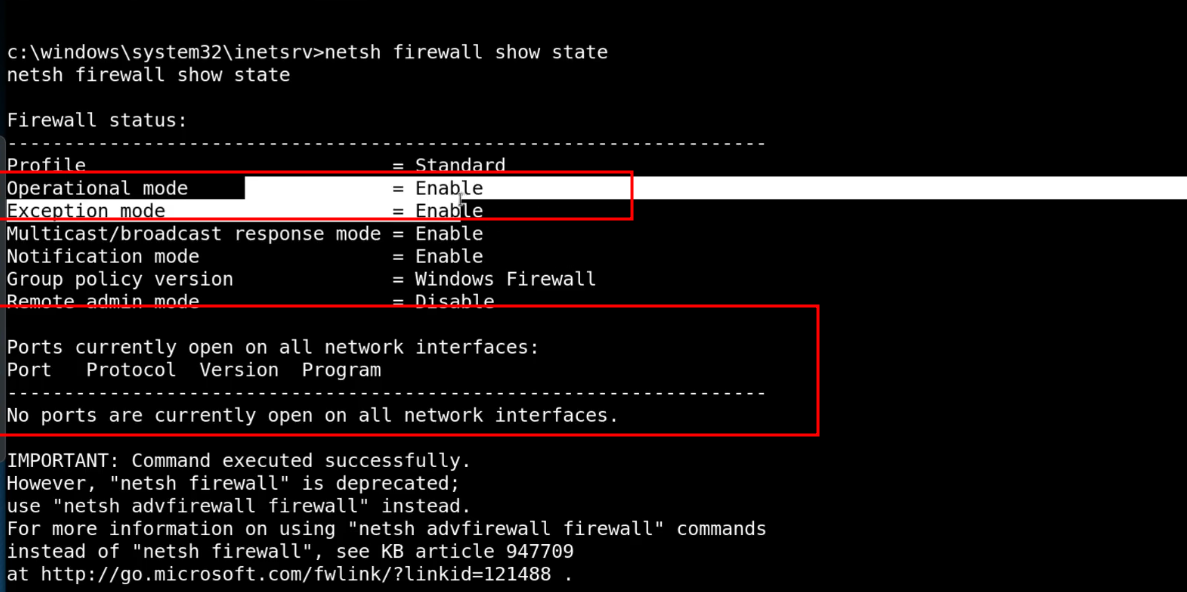 c:\windows\system32\inetsrv>netsh firewall show state
netsh firewall show state
Firewall status:
-------------------------------------------------------------------
Profile                           = Standard
Operational mode                  = Enable
Exception mode                    = Enable
Multicast/broadcast response mode = Enable
Notification mode                 = Enable
Group policy version              = Windows Firewall
Remote admin mode                 = Disable
Ports currently open on all network interfaces:
Port   Protocol  Version  Program
-------------------------------------------------------------------
No ports are currently open on all network interfaces.
IMPORTANT: Command executed successfully.
However, "netsh firewall" is deprecated;
use "netsh advfirewall firewall" instead.
For more information on using "netsh advfirewall firewall" commands
instead of "netsh firewall", see KB article 947709
at http://go.microsoft.com/fwlink/?linkid=121488 .